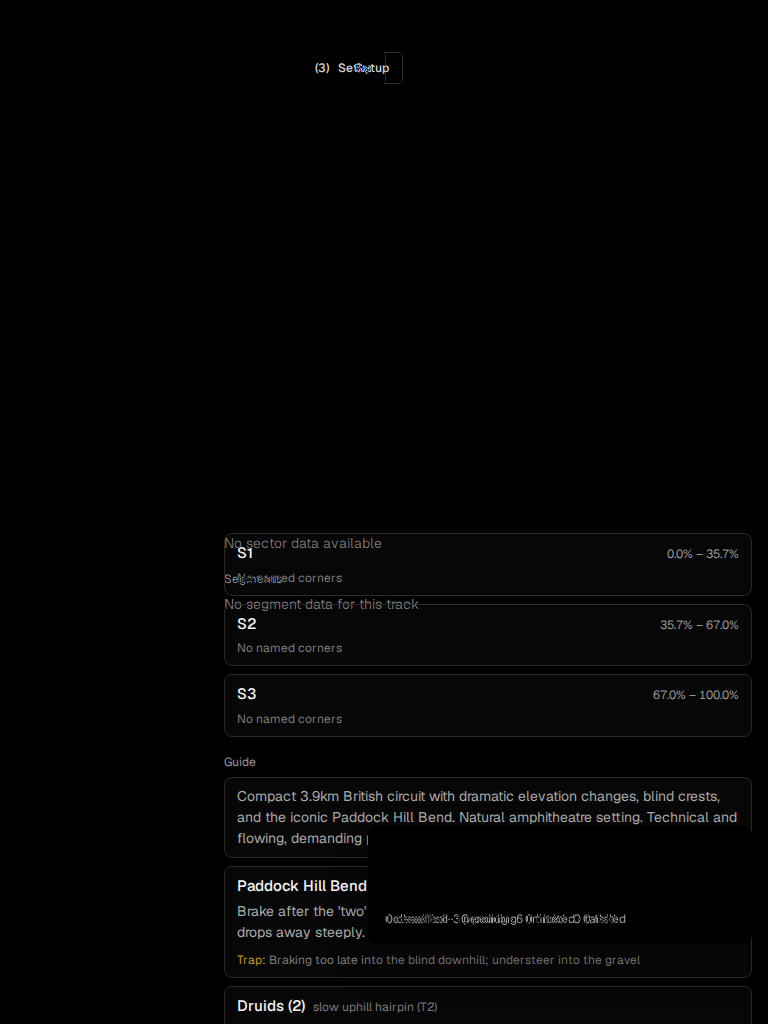 (3)
No sector data available
S1 0.0% – 35.7%
No named corners
No segment data for this track
S2 35.7% – 67.0%
No named corners
S3 67.0% – 100.0%
No named corners
Guide
Compact 3.9km British circuit with dramatic elevation changes, blind crests,
and the iconic Paddock Hill Bend. Natural amphitheatre setting. Technical and
flowing, demanding
Paddock Hill Bend
Brake after the 'two'
drops away steeply.
Trap: Braking too late into the blind downhill; understeer into the gravel
Druids (2) slow uphill hairpin (T2)